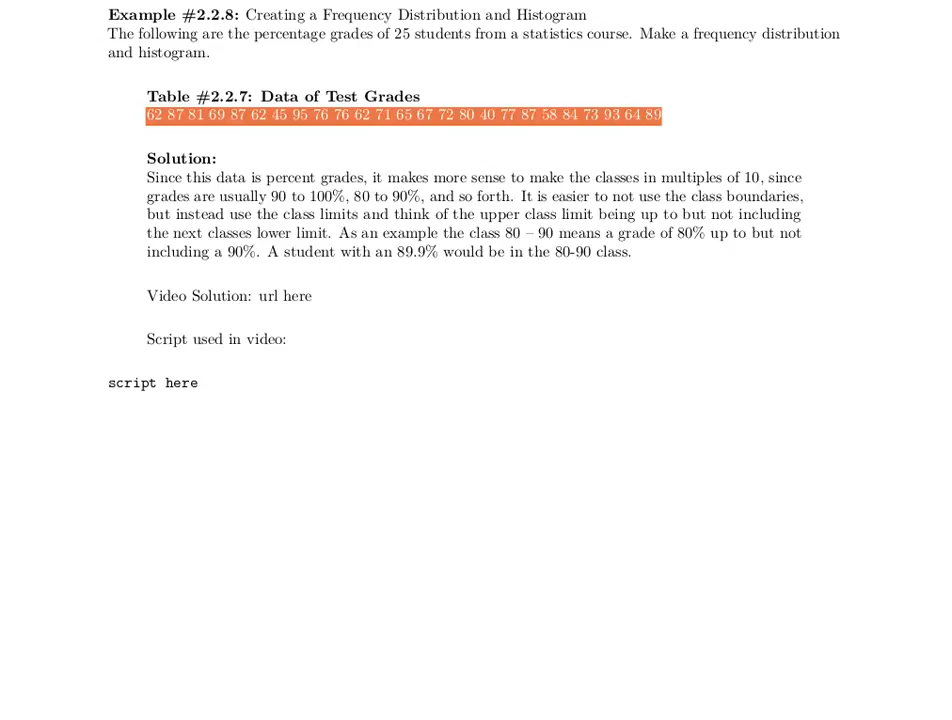 Example #2.2.8: Creating a Frequency Distribution and Histogram
The following are the percentage grades of 25 students from a statistics course. Make a frequency distribution
and histogram.
Table #2.2.7: Data of Test Grades
62 87 81 69 87 62 45 95 76 76 62 71 65 67 72 80 40 77 87 58 84 73 93 64 89
Solution:
Since this data is percent grades, it makes more sense to make the classes in multiples of 10, since
grades are usually 90 to 100%, 80 to 90%, and so forth. It is easier to not use the class boundaries,
but instead use the class limits and think of the upper class limit being up to but not including
the next classes lower limit. As an example the class 80 – 90 means a grade of 80% up to but not
including a 90%. A student with an 89.9% would be in the 80-90 class.
Video Solution: url here
Script used in video:
script here